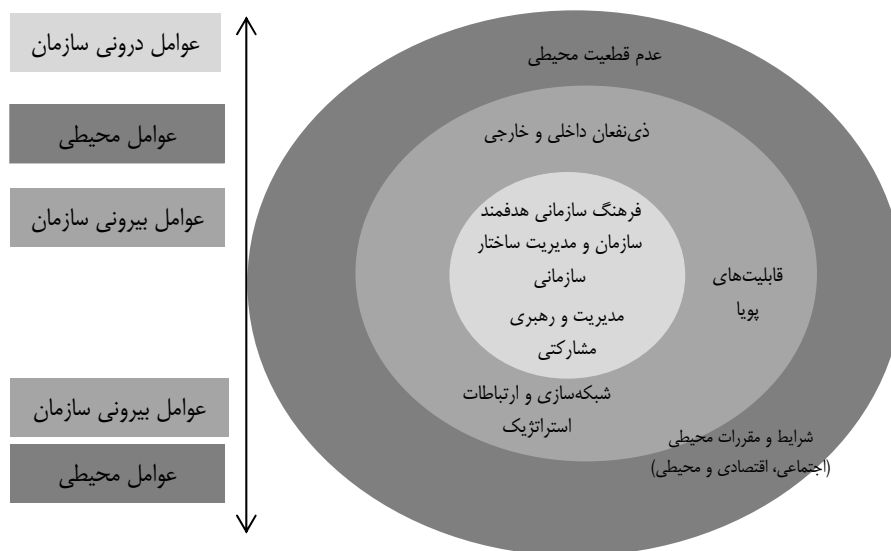 عوامل درونی سازمان
عوامل محیطی
عوامل بیرونی سازمان
عوامل بیرونی سازمان
عوامل محیطی
عدم قطعیت محیطی
ذی‌نفعان داخلی و خارجی
فرهنگ سازمانی هدفمند
سازمان و مدیریت ساختار
سازمانی
مدیریت و رهبری
مشارکتی
قابلیت‌های
پویا
شبکه‌سازی و ارتباطات
استراتژیک
شرایط و مقررات محیطی
(اجتماعی، اقتصادی و محیطی)